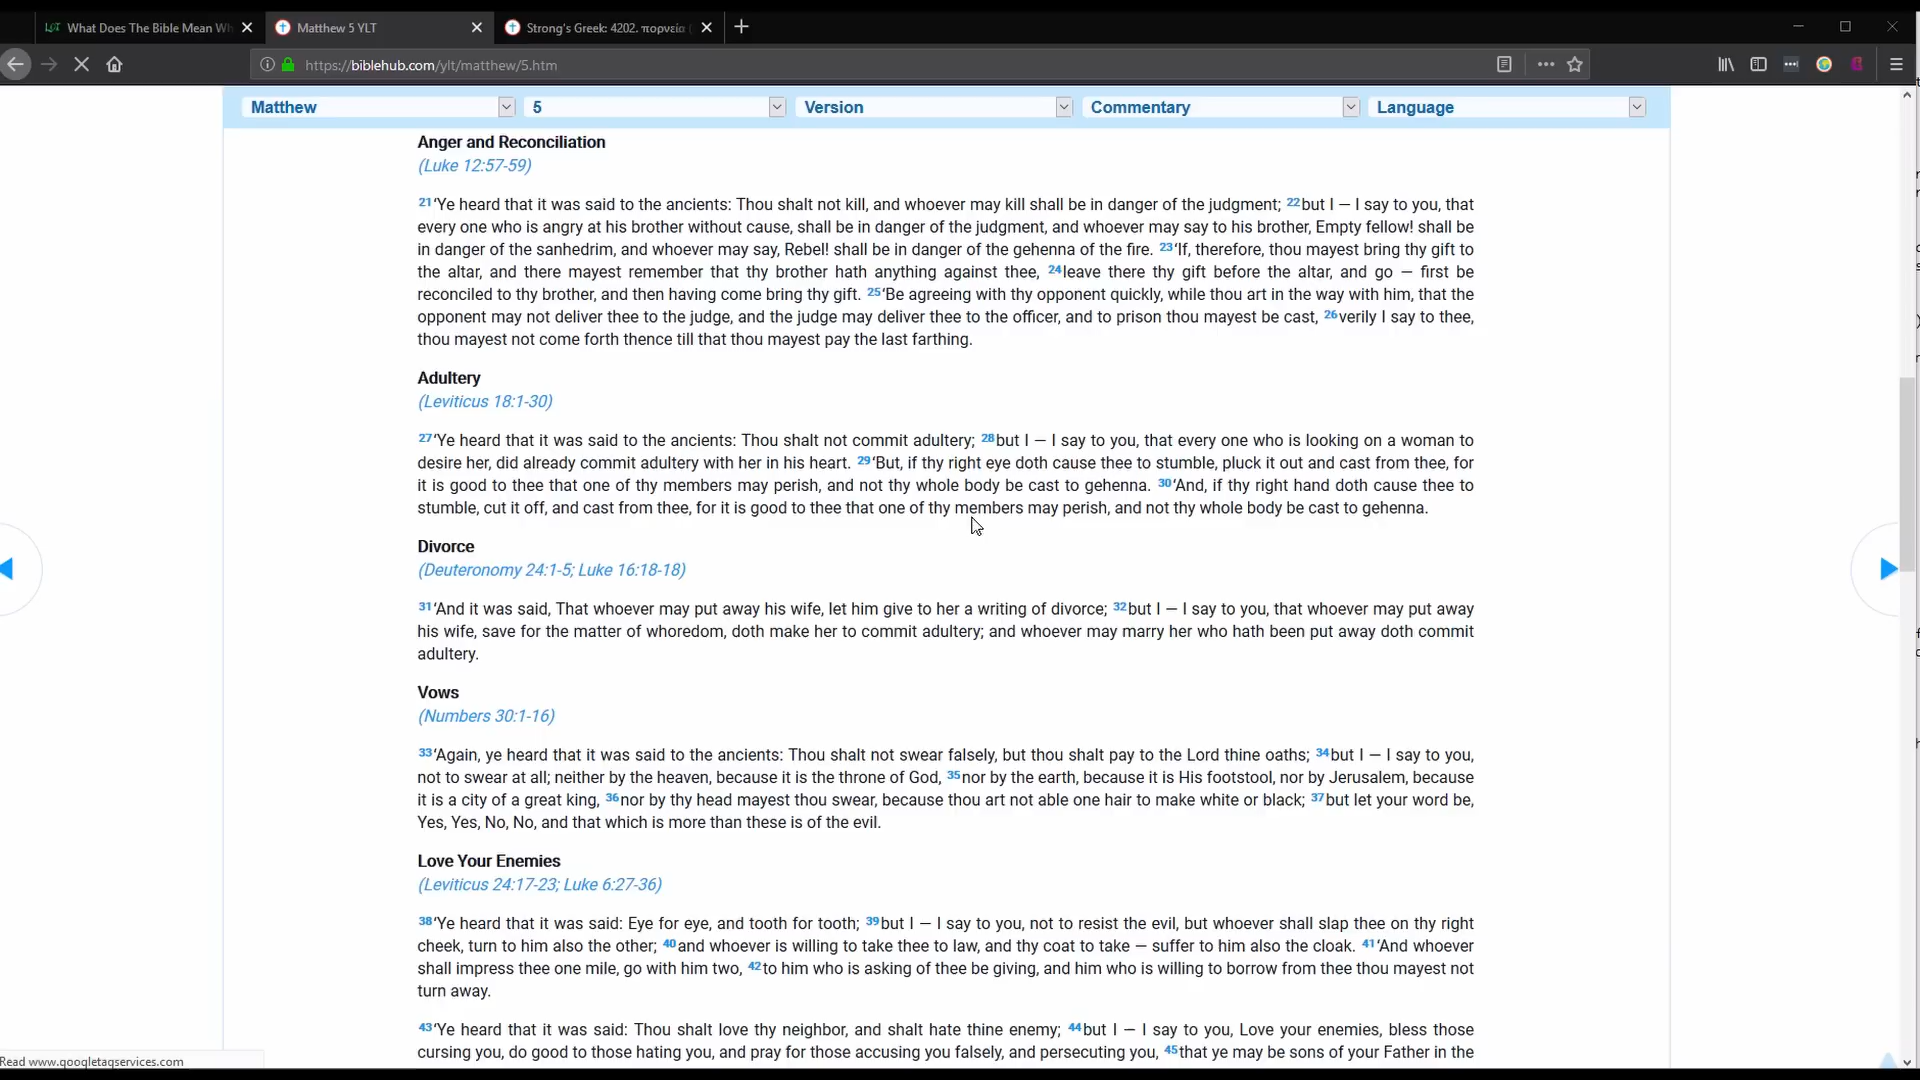 What Does The Bible Mean Wh
Matthew 5 YLT
Strong's Greek: 4202. πορνεία (
https://biblehub.com/ylt/matthew/5.htm
Matthew 5 Version Commentary Language
Anger and Reconciliation
(Luke 12:57-59)
21 'Ye heard that it was said to the ancients: Thou shalt not kill, and whoever may kill shall be in danger of the judgment; 22 but I — I say to you, that
every one who is angry at his brother without cause, shall be in danger of the judgment, and whoever may say to his brother, Empty fellow! shall be
in danger of the sanhedrim, and whoever may say, Rebel! shall be in danger of the gehenna of the fire. 23 'If, therefore, thou mayest bring thy gift to
the altar, and there mayest remember that thy brother hath anything against thee, 24 leave there thy gift before the altar, and go — first be
reconciled to thy brother, and then having come bring thy gift. 25 'Be agreeing with thy opponent quickly, while thou art in the way with him, that the
opponent may not deliver thee to the judge, and the judge may deliver thee to the officer, and to prison thou mayest be cast, 26 verily I say to thee,
thou mayest not come forth thence till that thou mayest pay the last farthing.
Adultery
(Leviticus 18:1-30)
27 'Ye heard that it was said to the ancients: Thou shalt not commit adultery; 28 but I — I say to you, that every one who is looking on a woman to
desire her, did already commit adultery with her in his heart. 29 'But, if thy right eye doth cause thee to stumble, pluck it out and cast from thee, for
it is good to thee that one of thy members may perish, and not thy whole body be cast to gehenna. 30 'And, if thy right hand doth cause thee to
stumble, cut it off, and cast from thee, for it is good to thee that one of thy members may perish, and not thy whole body be cast to gehenna.
Divorce
(Deuteronomy 24:1-5; Luke 16:18-18)
31 'And it was said, That whoever may put away his wife, let him give to her a writing of divorce; 32 but I — I say to you, that whoever may put away
his wife, save for the matter of whoredom, doth make her to commit adultery; and whoever may marry her who hath been put away doth commit
adultery.
Vows
(Numbers 30:1-16)
33 'Again, ye heard that it was said to the ancients: Thou shalt not swear falsely, but thou shalt pay to the Lord thine oaths; 34 but I — I say to you,
not to swear at all; neither by the heaven, because it is the throne of God, 35 nor by the earth, because it is His footstool, nor by Jerusalem, because
it is a city of a great king, 36 nor by thy head mayest thou swear, because thou art not able one hair to make white or black; 37 but let your word be,
Yes, Yes, No, No, and that which is more than these is of the evil.
Love Your Enemies
(Leviticus 24:17-23; Luke 6:27-36)
38 'Ye heard that it was said: Eye for eye, and tooth for tooth; 39 but I — I say to you, not to resist the evil, but whoever shall slap thee on thy right
cheek, turn to him also the other; 40 and whoever is willing to take thee to law, and thy coat to take — suffer to him also the cloak. 41 'And whoever
shall impress thee one mile, go with him two, 42 to him who is asking of thee be giving, and him who is willing to borrow from thee thou mayest not
turn away.
43 'Ye heard that it was said: Thou shalt love thy neighbor, and shalt hate thine enemy; 44 but I — I say to you, Love your enemies, bless those
cursing you, do good to those hating you, and pray for those accusing you falsely, and persecuting you, 45 that ye may be sons of your Father in the
Read www.googletagservices.com